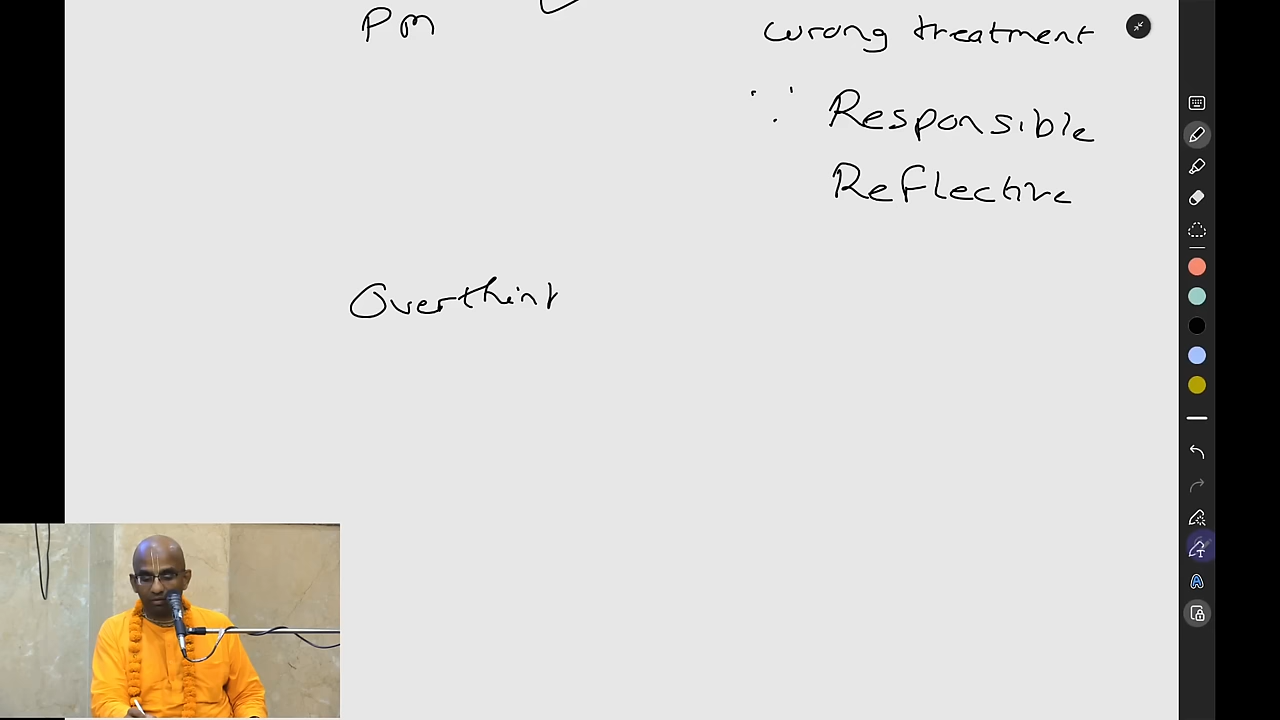 PM
wrong treatment
∵ Responsible
Reflective
Overthink